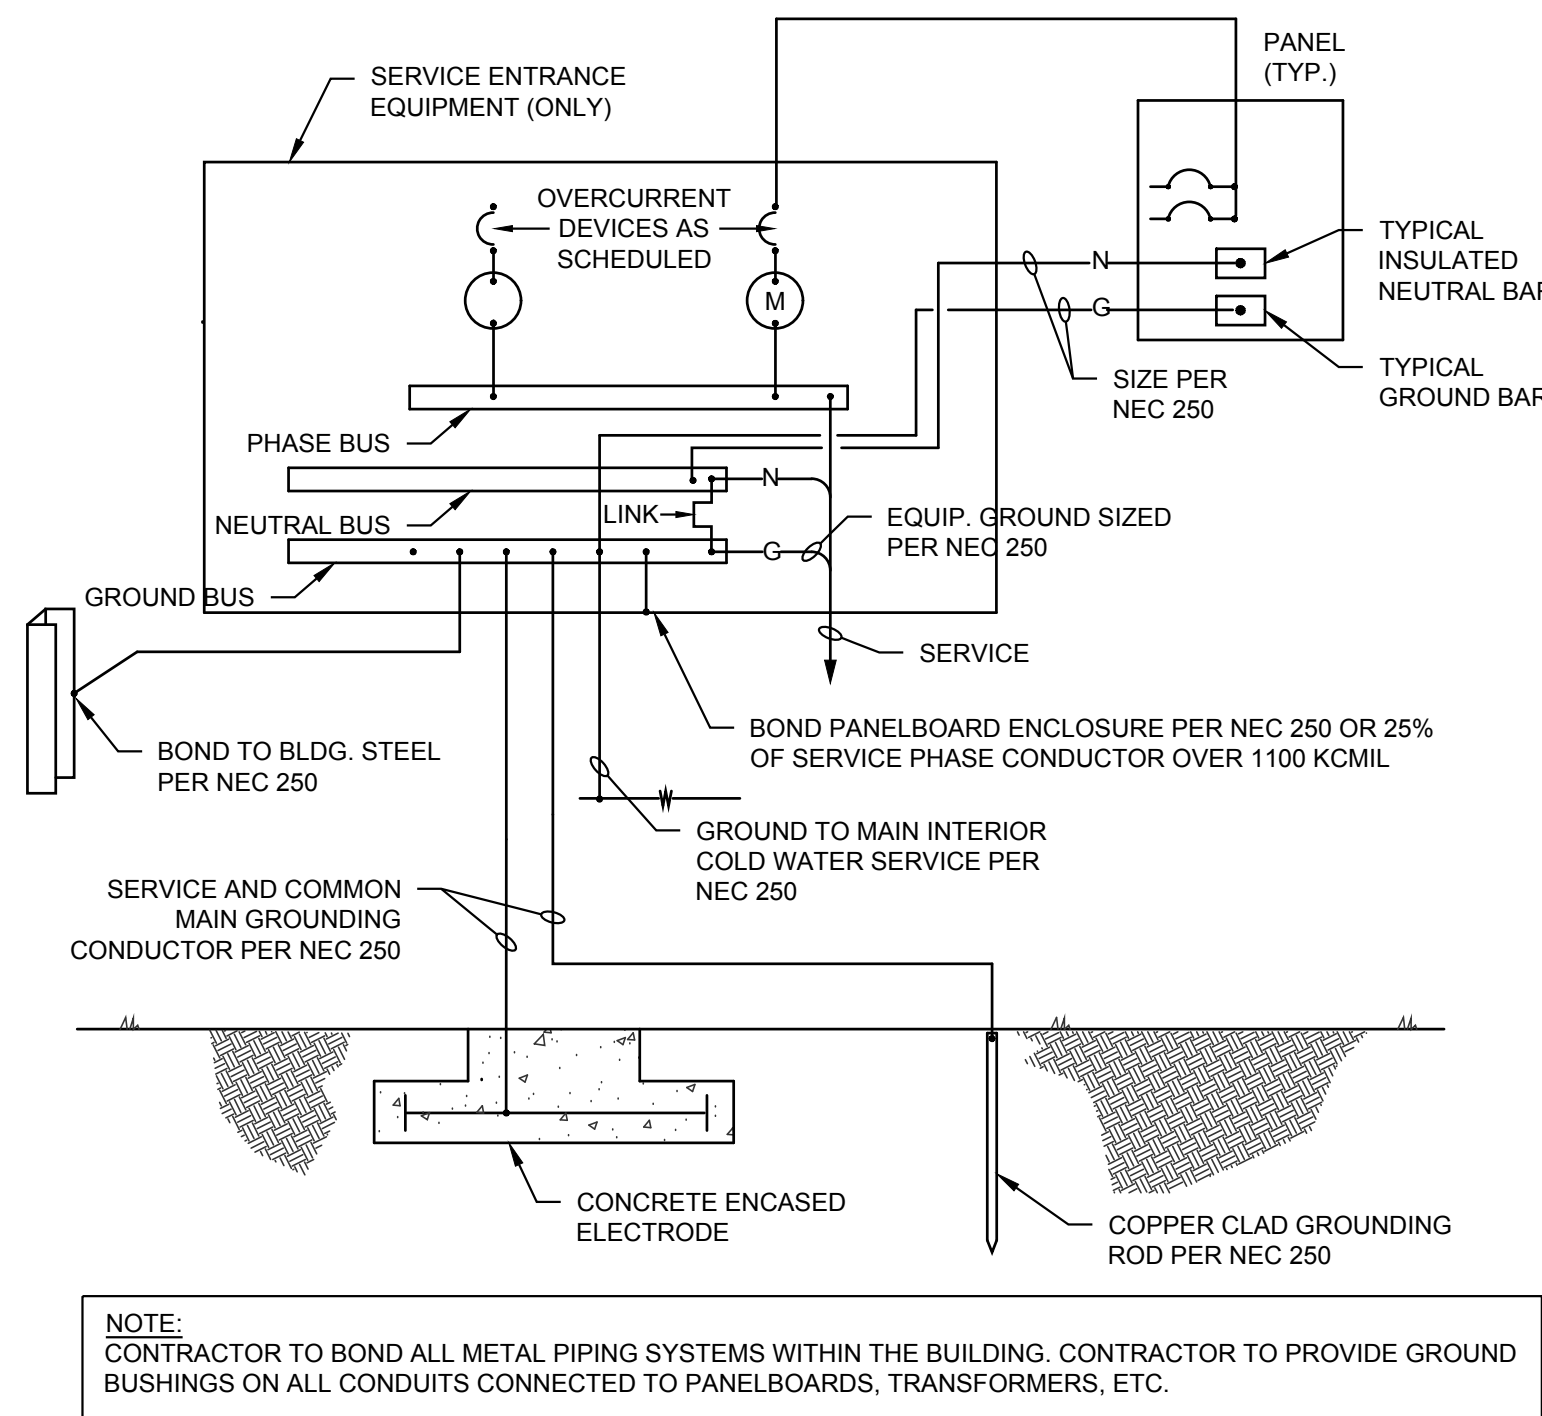 SERVICE ENTRANCE
EQUIPMENT (ONLY)
PANEL
(TYP.)
OVERCURRENT
DEVICES AS
SCHEDULED
M
N
G
TYPICAL
INSULATED
NEUTRAL BAR
TYPICAL
GROUND BAR
SIZE PER
NEC 250
PHASE BUS
NEUTRAL BUS
LINK
N
G
EQUIP. GROUND SIZED
PER NEC 250
GROUND BUS
SERVICE
BOND PANELBOARD ENCLOSURE PER NEC 250 OR 25%
OF SERVICE PHASE CONDUCTOR OVER 1100 KCMIL
BOND TO BLDG. STEEL
PER NEC 250
GROUND TO MAIN INTERIOR
COLD WATER SERVICE PER
NEC 250
SERVICE AND COMMON
MAIN GROUNDING
CONDUCTOR PER NEC 250
CONCRETE ENCASED
ELECTRODE
COPPER CLAD GROUNDING
ROD PER NEC 250
NOTE:
CONTRACTOR TO BOND ALL METAL PIPING SYSTEMS WITHIN THE BUILDING. CONTRACTOR TO PROVIDE GROUND
BUSHINGS ON ALL CONDUITS CONNECTED TO PANELBOARDS, TRANSFORMERS, ETC.